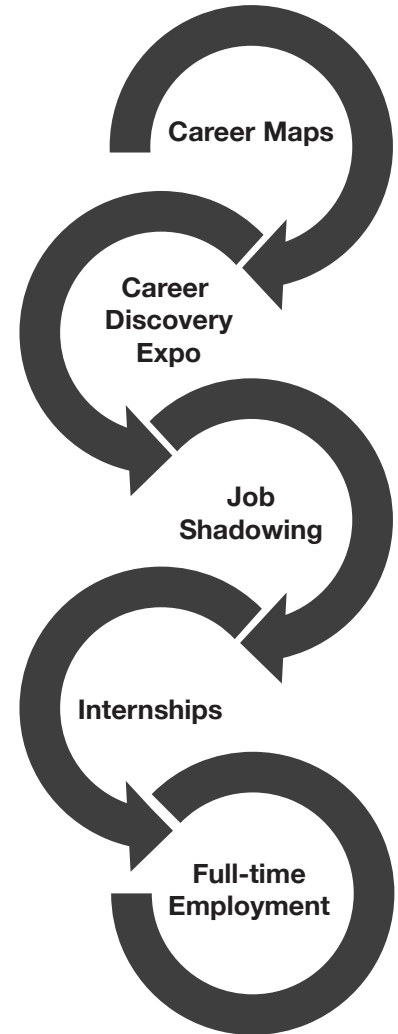 Career Maps
Career
Discovery
Expo
Job
Shadowing
Internships
Full-time
Employment